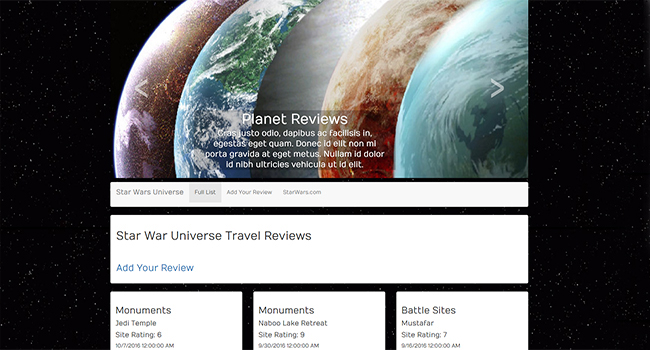 Planet Reviews
Cras justo odio, dapibus ac facilisis in,
egestas eget quam. Donec id elit non mi
porta gravida at eget metus. Nullam id dolor
id nibh ultricies vehicula ut id elit.
Star Wars Universe Full List Add Your Review StarWars.com
Star War Universe Travel Reviews
Add Your Review
Monuments Monuments Battle Sites
Jedi Temple Naboo Lake Retreat Mustafar
Site Rating: 6 Site Rating: 9 Site Rating: 7
10/7/2016 12:00:00 AM 9/30/2016 12:00:00 AM 9/16/2016 12:00:00 AM